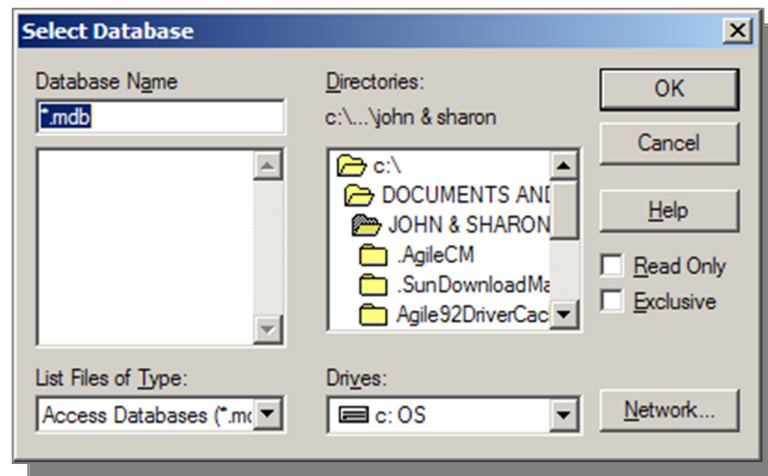 Select Database
Database Name
*.mdb
List Files of Type:
Access Databases (*.mc
Directories:
c:\...\john & sharon
c:\
DOCUMENTS AND
JOHN & SHARON
.AgileCM
.SunDownloadMa
Agile92DriverCac
Drives:
c: OS
OK
Cancel
Help
Read Only
Exclusive
Network...